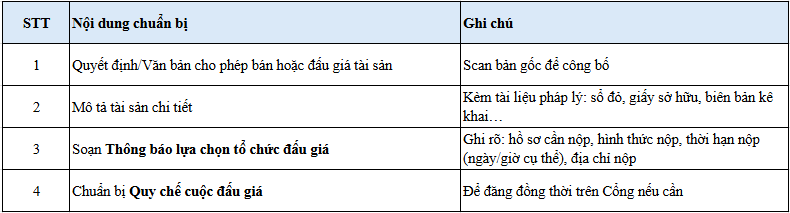 STT Nội dung chuẩn bị Ghi chú
1 Quyết định/Văn bản cho phép bán hoặc đấu giá tài sản Scan bản gốc để công bố
2 Mô tả tài sản chi tiết Kèm tài liệu pháp lý: sổ đỏ, giấy sở hữu, biên bản kê
khai…
3 Soạn Thông báo lựa chọn tổ chức đấu giá Ghi rõ: hồ sơ cần nộp, hình thức nộp, thời hạn nộp
(ngày/giờ cụ thể), địa chỉ nộp
4 Chuẩn bị Quy chế cuộc đấu giá Để đăng đồng thời trên Cổng nếu cần